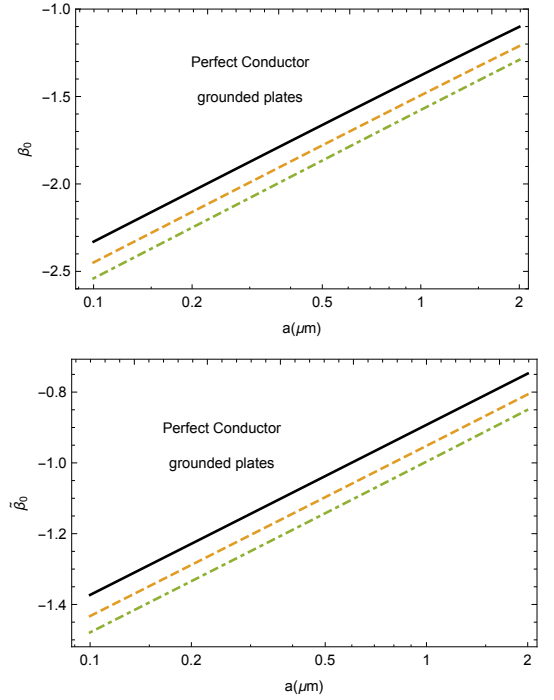 −1.0
Perfect Conductor
grounded plates
−1.5
β0
−2.0
−2.5
0.1 0.2 0.5 1 2
a(μm)
−0.8
Perfect Conductor
grounded plates
−1.0
β̃0
−1.2
−1.4
0.1 0.2 0.5 1 2
a(μm)